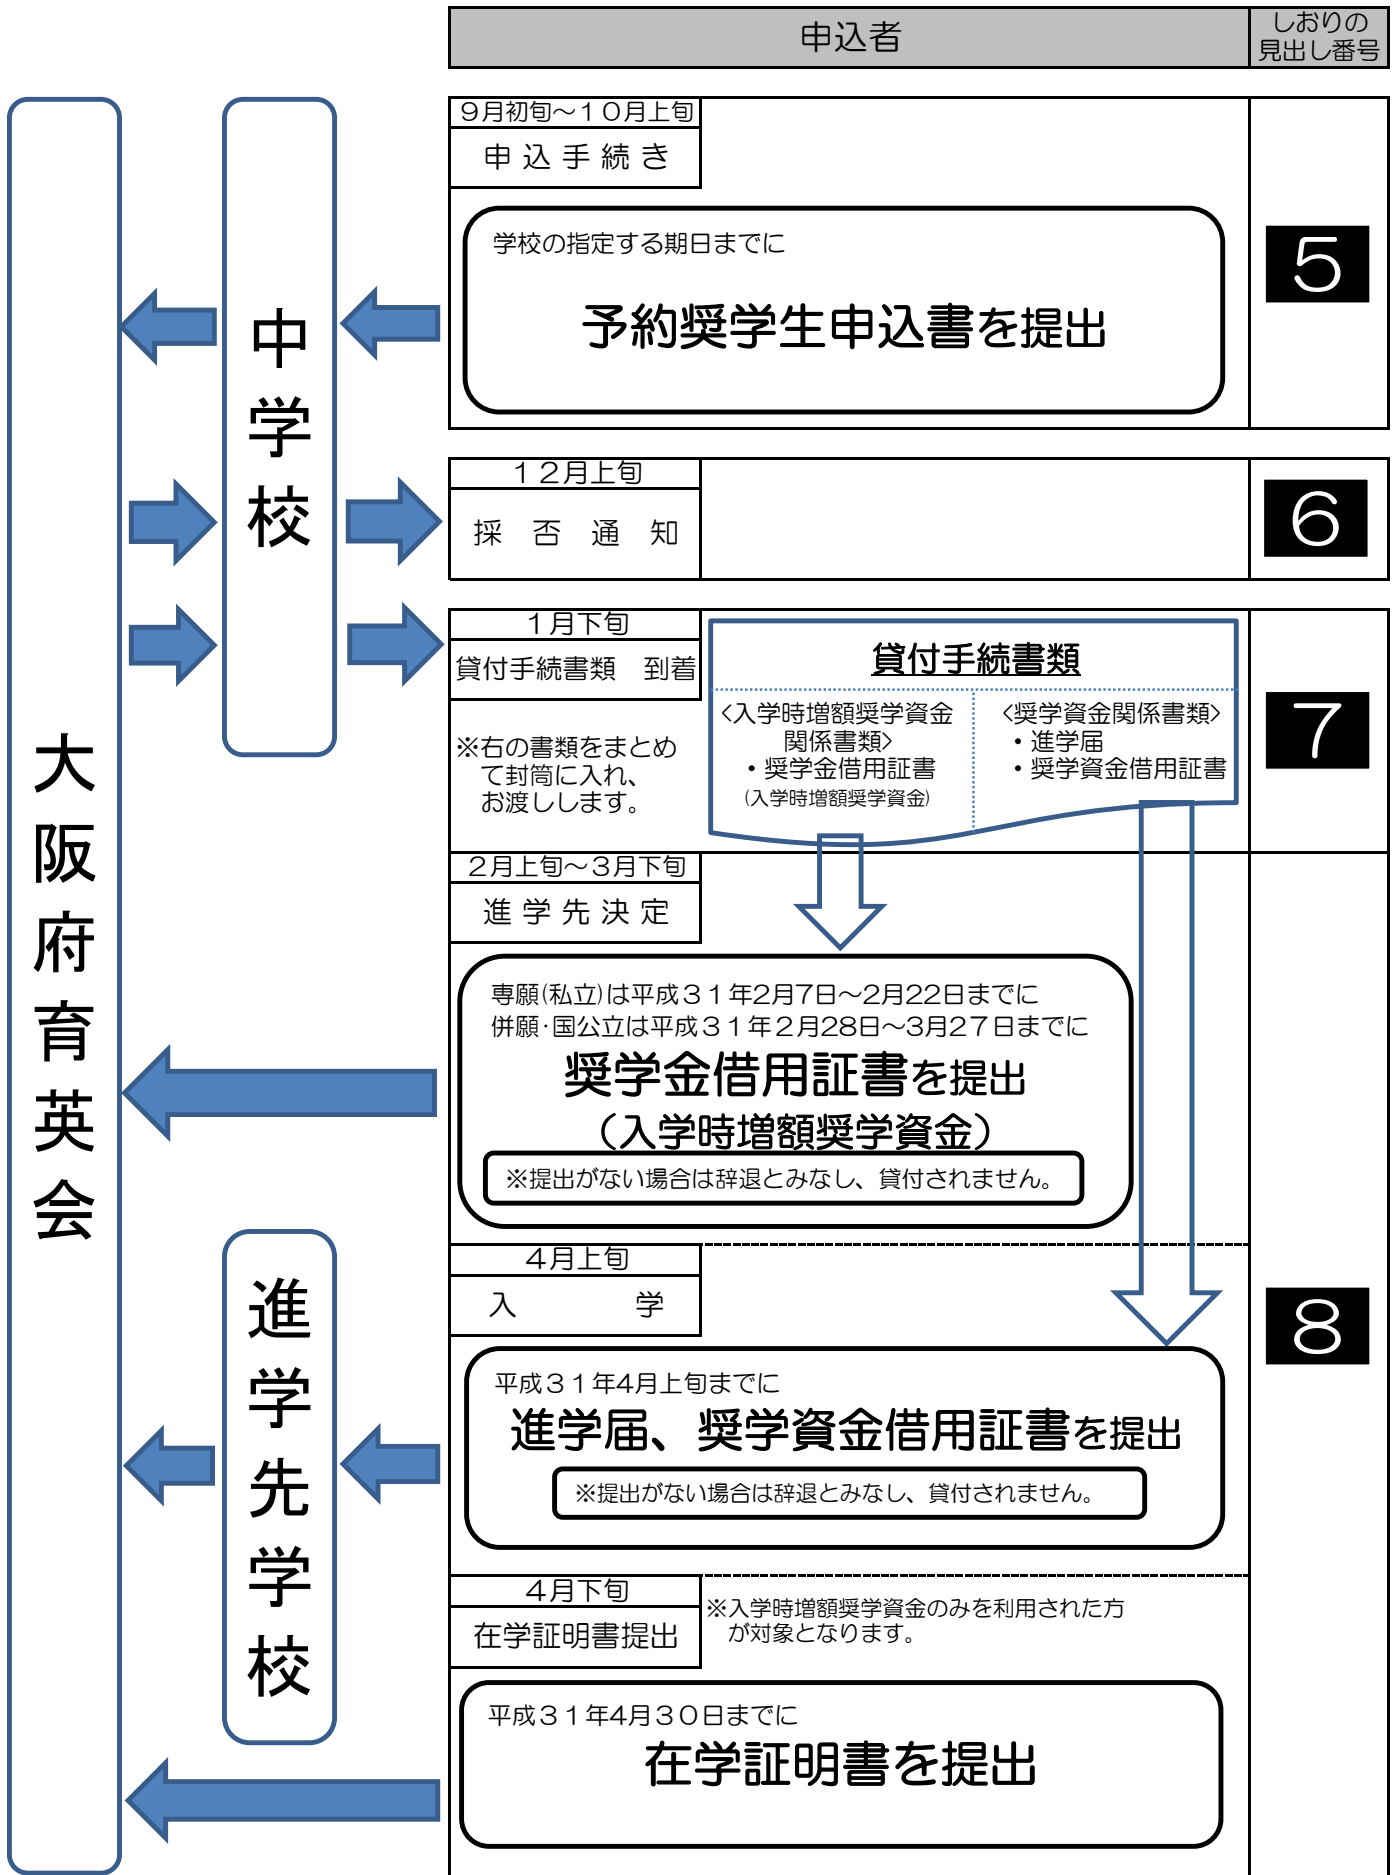 申込者
しおりの
見出し番号
大阪府育英会
中学校
進学先学校
９月初旬～１０月上旬
申込手続き
学校の指定する期日までに
予約奨学生申込書を提出
5
１２月上旬
採否通知
6
１月下旬
貸付手続書類　到着
※右の書類をまとめ
て封筒に入れ、
お渡しします。
貸付手続書類
<入学時増額奨学資金
関係書類>
・奨学金借用証書
(入学時増額奨学資金)
<奨学資金関係書類>
・進学届
・奨学資金借用証書
7
２月上旬～３月下旬
進学先決定
専願(私立)は平成３１年2月7日～2月22日までに
併願･国公立は平成３１年２月28日～3月27日までに
奨学金借用証書を提出
（入学時増額奨学資金）
※提出がない場合は辞退とみなし、貸付されません。
４月上旬
入　　　学
平成３１年4月上旬までに
進学届、奨学資金借用証書を提出
※提出がない場合は辞退とみなし、貸付されません。
8
４月下旬
在学証明書提出
※入学時増額奨学資金のみを利用された方
が対象となります。
平成３１年4月３０日までに
在学証明書を提出